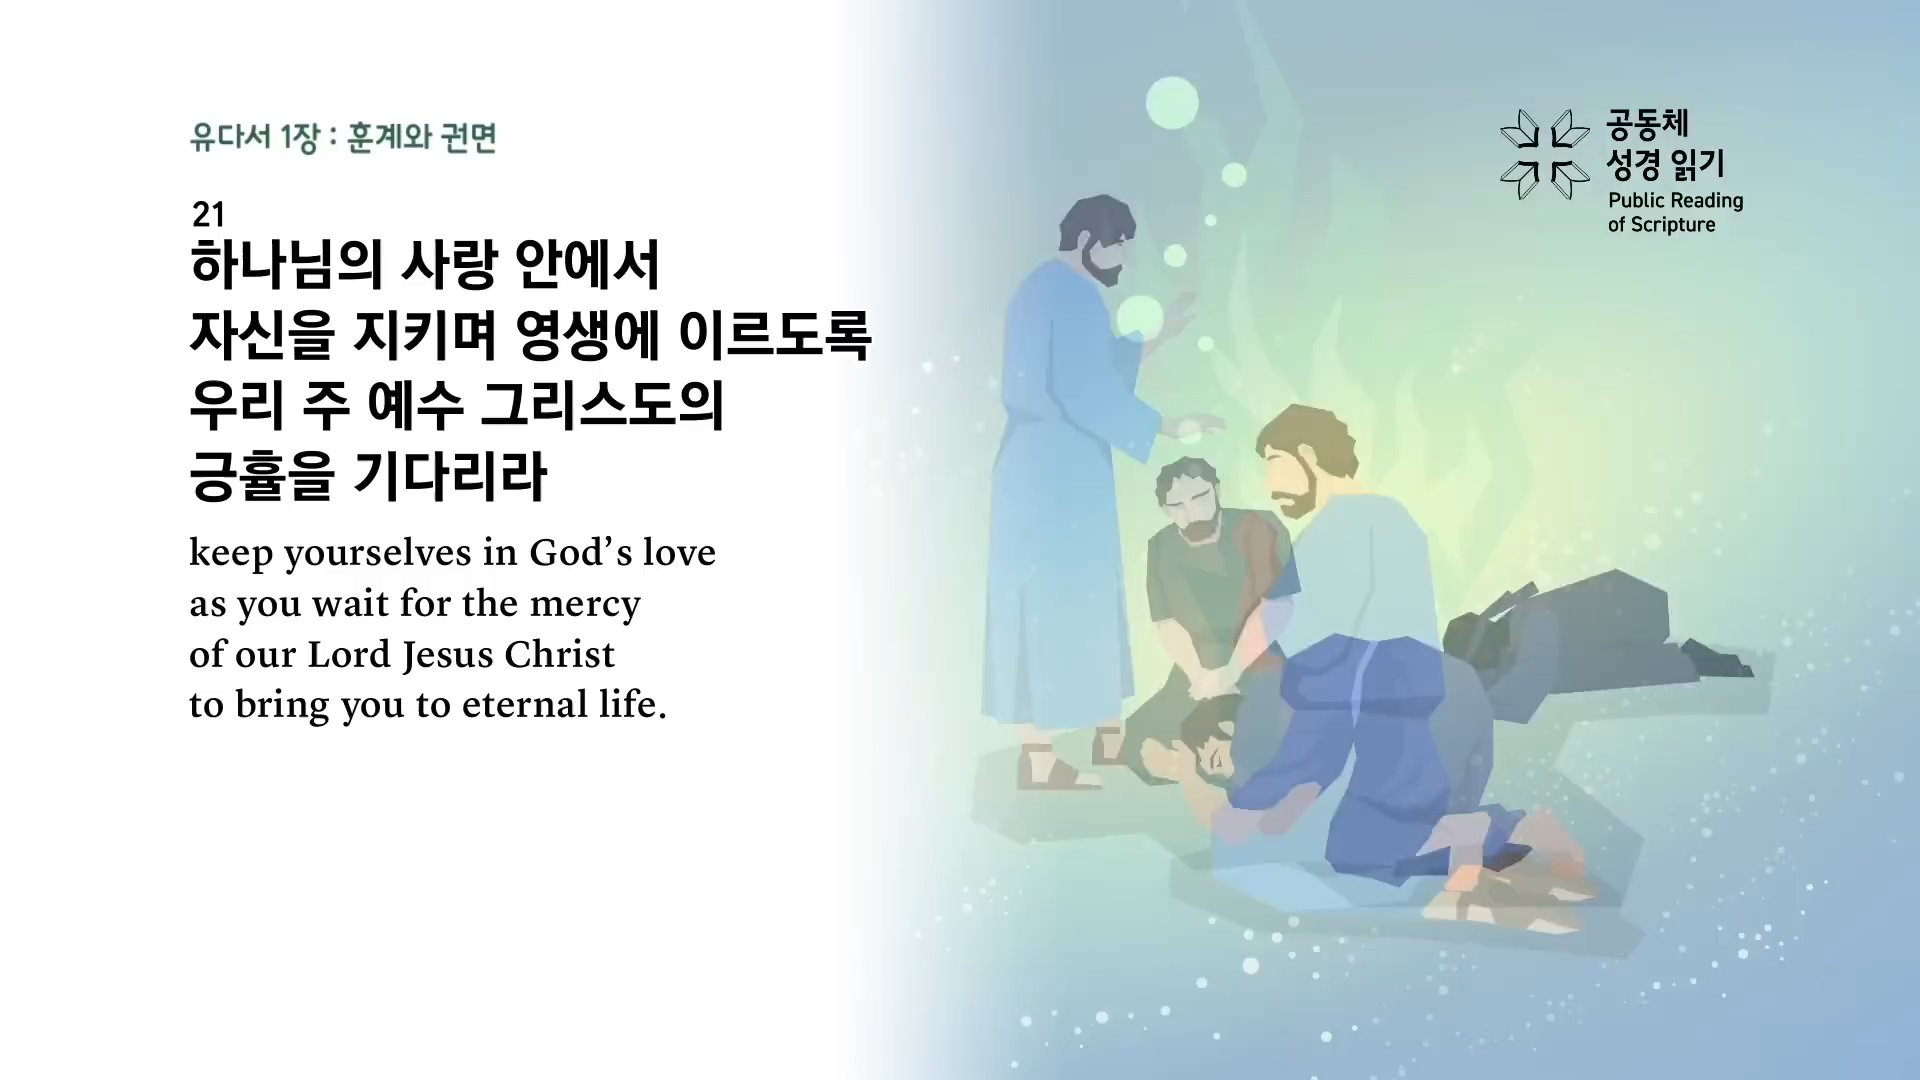 유다서 1장 : 훈계와 권면
21
하나님의 사랑 안에서
자신을 지키며 영생에 이르도록
우리 주 예수 그리스도의
긍휼을 기다리라
keep yourselves in God’s love
as you wait for the mercy
of our Lord Jesus Christ
to bring you to eternal life.
공동체
성경 읽기
Public Reading
of Scripture